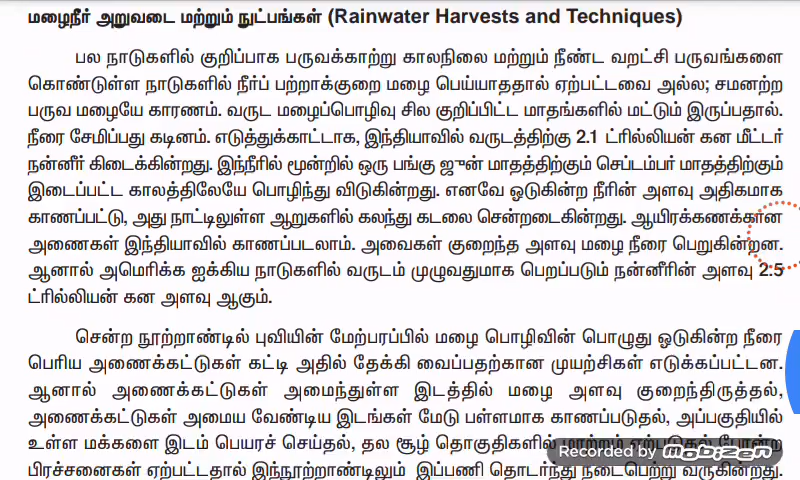 மழைநீர் அறுவடை மற்றும் நுட்பங்கள் (Rainwater Harvests and Techniques)
பல நாடுகளில் குறிப்பாக பருவக்காற்று காலநிலை மற்றும் நீண்ட வறட்சி பருவங்களை
கொண்டுள்ள நாடுகளில் நீர்ப் பற்றாக்குறை மழை பெய்யாததால் ஏற்பட்டவை அல்ல; சமனற்ற
பருவ மழையே காரணம். வருட மழைப்பொழிவு சில குறிப்பிட்ட மாதங்களில் மட்டும் இருப்பதால்.
நீரை சேமிப்பது கடினம். எடுத்துக்காட்டாக, இந்தியாவில் வருடத்திற்கு 2.1 ட்ரில்லியன் கன மீட்டர்
நன்னீர் கிடைக்கின்றது. இந்நீரில் மூன்றில் ஒரு பங்கு ஜுன் மாதத்திற்கும் செப்டம்பர் மாதத்திற்கும்
இடைப்பட்ட காலத்திலேயே பொழிந்து விடுகின்றது. எனவே ஒடுகின்ற நீரின் அளவு அதிகமாக
காணப்பட்டு, அது நாட்டிலுள்ள ஆறுகளில் கலந்து கடலை சென்றடைகின்றது. ஆயிரக்கணக்கான
அணைகள் இந்தியாவில் காணப்படலாம். அவைகள் குறைந்த அளவு மழை நீரை பெறுகின்றன.
ஆனால் அமெரிக்க ஐக்கிய நாடுகளில் வருடம் முழுவதுமாக பெறப்படும் நன்னீரின் அளவு 2:5
ட்ரில்லியன் கன அளவு ஆகும்.
சென்ற நூற்றாண்டில் புவியின் மேற்பரப்பில் மழை பொழிவின் பொழுது ஓடுகின்ற நீரை
பெரிய அணைக்கட்டுகள் கட்டி அதில் தேக்கி வைப்பதற்கான முயற்சிகள் எடுக்கப்பட்டன.
ஆனால் அணைக்கட்டுகள் அமைந்துள்ள இடத்தில் மழை அளவு குறைந்திருத்தல்,
அணைக்கட்டுகள் அமைய வேண்டிய இடங்கள் மேடு பள்ளமாக காணப்படுதல், அப்பகுதியில்
உள்ள மக்களை இடம் பெயரச் செய்தல், தல சூழ் தொகுதிகளில் மாற்றம் ஏற்படுதல் போன்ற
பிரச்சனைகள் ஏற்பட்டதால் இந்நூற்றாண்டிலும் இப்பணி தொடர்ந்து நடைபெற்று வருகின்றது.
Recorded by Mobizen